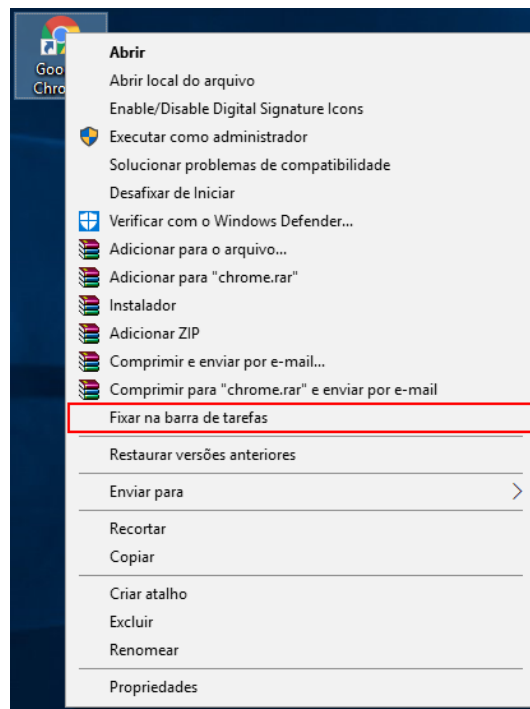 Goo
Chro
Abrir
Abrir local do arquivo
Enable/Disable Digital Signature Icons
Executar como administrador
Solucionar problemas de compatibilidade
Desafixar de Iniciar
Verificar com o Windows Defender...
Adicionar para o arquivo...
Adicionar para "chrome.rar"
Instalador
Adicionar ZIP
Comprimir e enviar por e-mail...
Comprimir para "chrome.rar" e enviar por e-mail
Fixar na barra de tarefas
Restaurar versões anteriores
Enviar para
Recortar
Copiar
Criar atalho
Excluir
Renomear
Propriedades